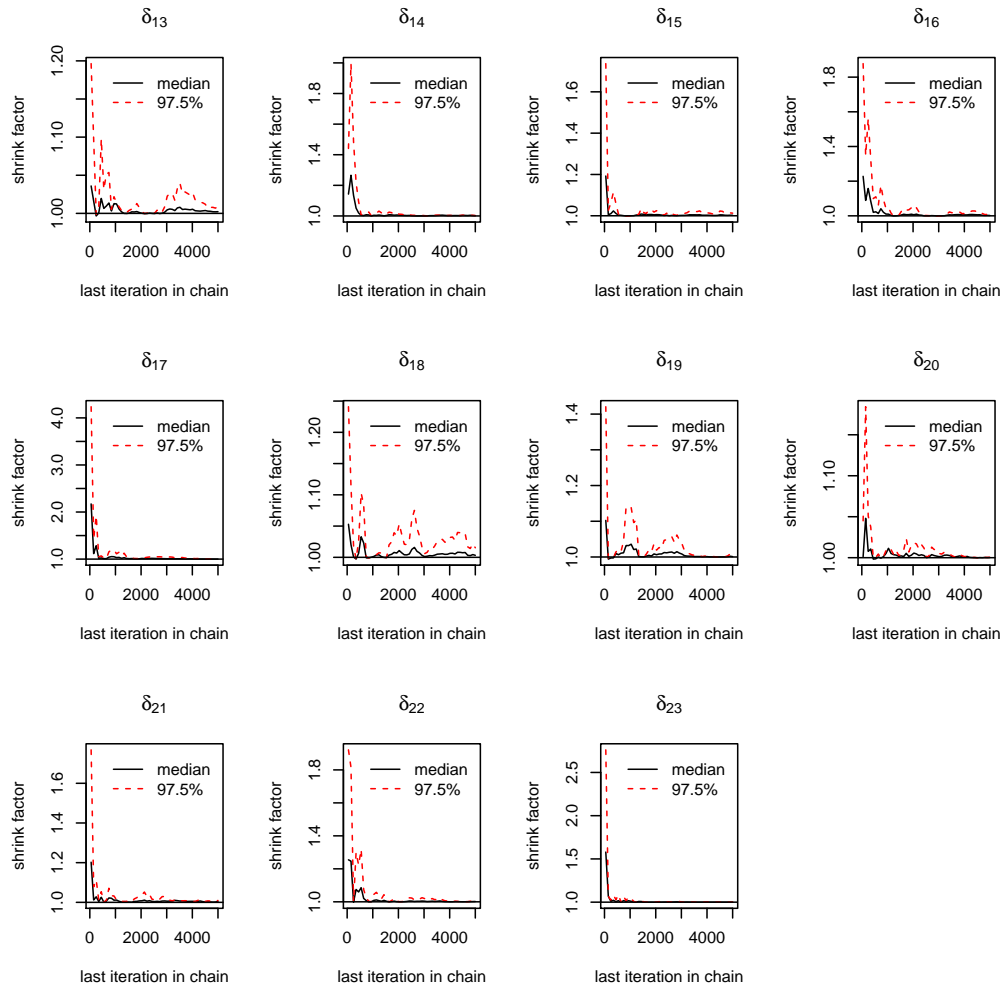 δ13
shrink factor
1.20
1.10
1.00
median
97.5%
0 2000 4000
last iteration in chain
δ14
shrink factor
1.8
1.4
1.0
median
97.5%
0 2000 4000
last iteration in chain
δ15
shrink factor
1.6
1.4
1.2
1.0
median
97.5%
0 2000 4000
last iteration in chain
δ16
shrink factor
1.8
1.4
1.0
median
97.5%
0 2000 4000
last iteration in chain
δ17
shrink factor
4.0
3.0
2.0
1.0
median
97.5%
0 2000 4000
last iteration in chain
δ18
shrink factor
1.20
1.10
1.00
median
97.5%
0 2000 4000
last iteration in chain
δ19
shrink factor
1.4
1.2
1.0
median
97.5%
0 2000 4000
last iteration in chain
δ20
shrink factor
1.10
1.00
median
97.5%
0 2000 4000
last iteration in chain
δ21
shrink factor
1.6
1.4
1.2
1.0
median
97.5%
0 2000 4000
last iteration in chain
δ22
shrink factor
1.8
1.4
1.0
median
97.5%
0 2000 4000
last iteration in chain
δ23
shrink factor
2.5
2.0
1.5
1.0
median
97.5%
0 2000 4000
last iteration in chain